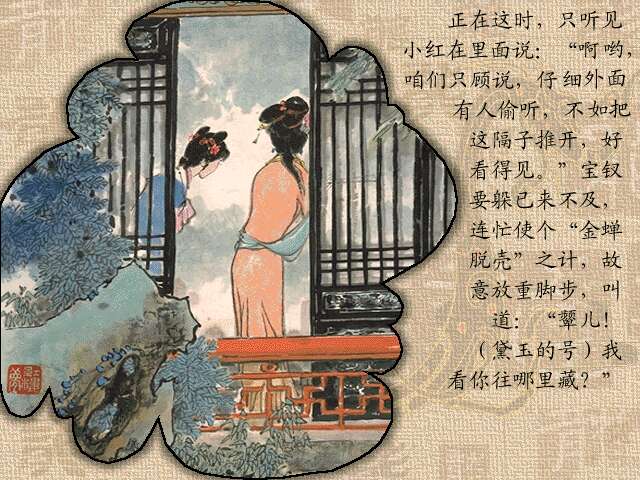 正在这时，只听见
小红在里面说：“啊哟，
咱们只顾说，仔细外面
有人偷听，不如把
这隔子推开，好
看得见。”宝钗
要躲已来不及，
连忙使个“金蝉
脱壳”之计，故
意放重脚步，叫
道：“颦儿！
（黛玉的号）我
看你往哪里藏？”